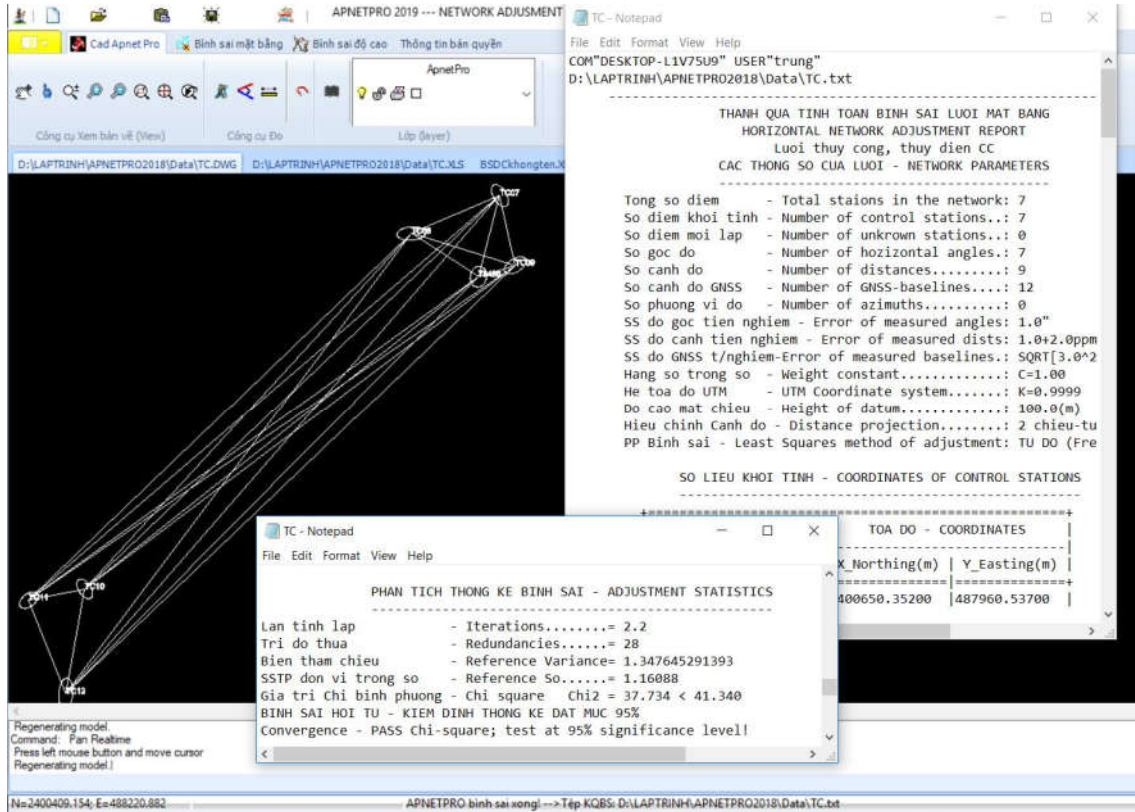 APNETPRO 2019 --- NETWORK ADJUSMENT
Cad Apnet Pro
Bình sai mặt bằng
Bình sai độ cao
Thông tin bản quyền
ApnetPro
Công cụ Xem bản vẽ (View)
Công cụ Đo
Lớp (layer)
D:\LAPTRINH\APNETPRO2018\Data\TC.DWG
D:\LAPTRINH\APNETPRO2018\Data\TC.XLS
BSDCkhongten.X
TC07
TC09
TC10
TC11
TC - Notepad
File Edit Format View Help
COM"DESKTOP-L1V75U9" USER"trung"
D:\LAPTRINH\APNETPRO2018\Data\TC.txt
THANH QUA TINH TOAN BINH SAI LUOI MAT BANG
HORIZONTAL NETWORK ADJUSTMENT REPORT
Luoi thuy cong, thuy dien CC
CAC THONG SO CUA LUOI - NETWORK PARAMETERS
Tong so diem - Total staions in the network: 7
So diem khoi tinh - Number of control stations..: 7
So diem moi lap - Number of unkrown stations..: 0
So goc do - Number of hozizontal angles.: 7
So canh do - Number of distances.........: 9
So canh do GNSS - Number of GNSS-baselines....: 12
So phuong vi do - Number of azimuths..........: 0
SS do goc tien nghiem - Error of measured angles: 1.0"
SS do canh tien nghiem - Error of measured dists: 1.0+2.0ppm
SS do GNSS t/nghiem-Error of measured baselines.: SQRT[3.0^2
Hang so trong so - Weight constant.............: C=1.00
He toa do UTM - UTM Coordinate system.......: K=0.9999
Do cao mat chieu - Height of datum.............: 100.0(m)
Hieu chinh Canh do - Distance projection........: 2 chieu-tu
PP Binh sai - Least Squares method of adjustment: TU DO (Fre
SO LIEU KHOI TINH - COORDINATES OF CONTROL STATIONS
TOA DO - COORDINATES
X_Northing(m) | Y_Easting(m) |
400650.35200 |487960.53700 |
TC - Notepad
File Edit Format View Help
PHAN TICH THONG KE BINH SAI - ADJUSTMENT STATISTICS
Lan tinh lap - Iterations........= 2.2
Tri do thua - Redundancies......= 28
Bien tham chieu - Reference Variance= 1.347645291393
SSTP don vi trong so - Reference So......= 1.16088
Gia tri Chi binh phuong - Chi square Chi2 = 37.734 < 41.340
BINH SAI HOI TU - KIEM DINH THONG KE DAT MUC 95%
Convergence - PASS Chi-square; test at 95% significance level!
Regenerating model.
Command: Pan Realtime
Press left mouse button and move cursor
Regenerating model.
N=2400409.154; E=488220.882
APNETPRO bình sai xong! --> Tệp KQBS: D:\LAPTRINH\APNETPRO2018\Data\TC.txt